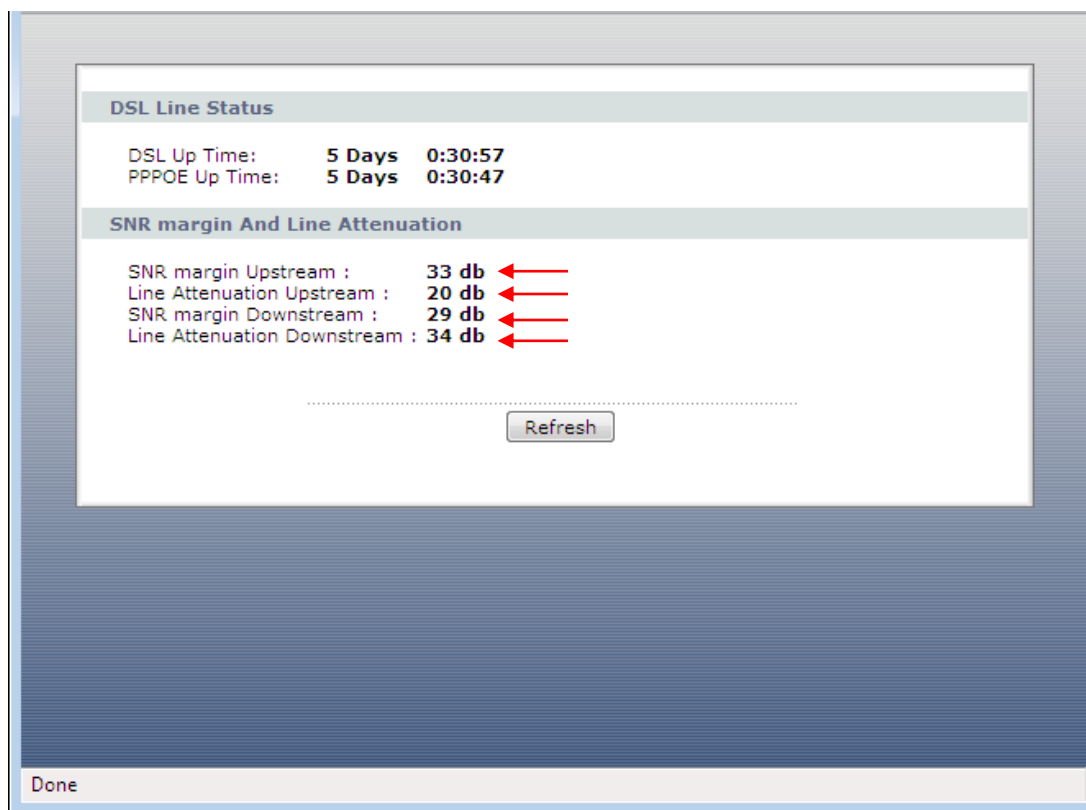 DSL Line Status
DSL Up Time: 5 Days 0:30:57
PPPOE Up Time: 5 Days 0:30:47
SNR margin And Line Attenuation
SNR margin Upstream : 33 db
Line Attenuation Upstream : 20 db
SNR margin Downstream : 29 db
Line Attenuation Downstream : 34 db
Refresh
Done